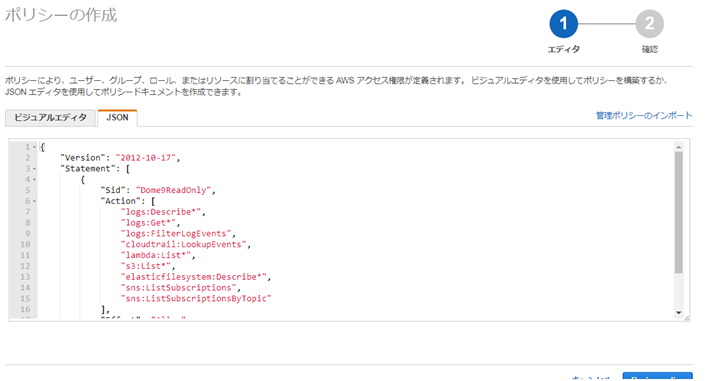 ポリシーの作成
1
2
エディタ
確認
ポリシーにより、ユーザー、グループ、ロール、またはリソースに割り当てることができる AWS アクセス権限が定義されます。 ビジュアルエディタを使用してポリシーを構築するか、
JSON エディタを使用してポリシードキュメントを作成できます。
ビジュアルエディタ
JSON
管理ポリシーのインポート
1 {
2 "Version": "2012-10-17",
3 "Statement": [
4 {
5 "Sid": "Dome9ReadOnly",
6 "Action": [
7 "logs:Describe*",
8 "logs:Get*",
9 "logs:FilterLogEvents",
10 "cloudtrail:LookupEvents",
11 "lambda:List*",
12 "s3:List*",
13 "elasticfilesystem:Describe*",
14 "sns:ListSubscriptions",
15 "sns:ListSubscriptionsByTopic"
16 ],